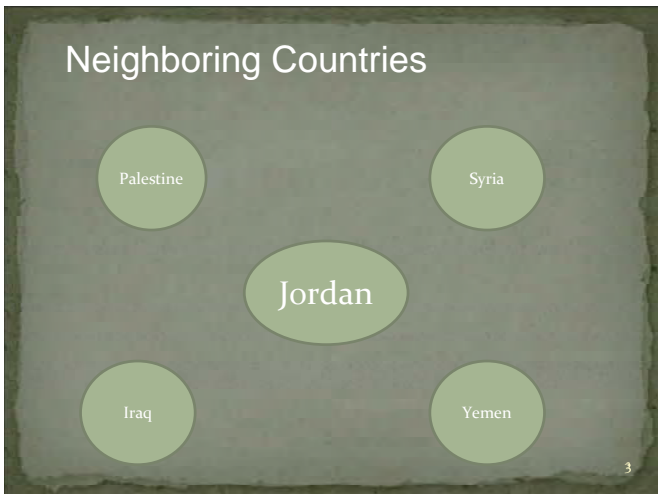 Neighboring Countries
Palestine
Syria
Jordan
Iraq
Yemen
3